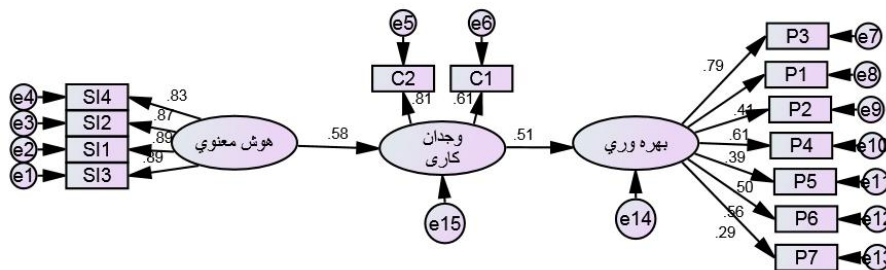 e5
e6
e7
P3
C2
C1
.79
e8
P1
e4
SI4
.83
.81
.61
.41
P2
e9
e3
SI2
.87
هوش معنوي
.58
وجدان
کاری
.51
بهره وري
.61
P4
e10
e2
SI1
.89
.39
P5
e1
SI3
.89
.50
P6
e12
e15
e14
.56
.29
P7